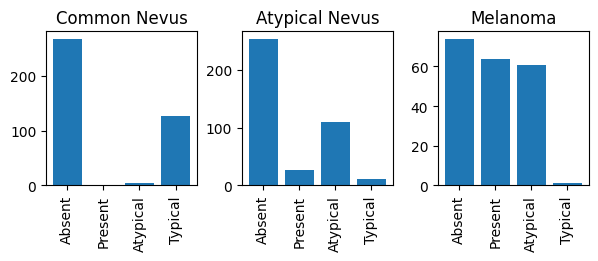 Common Nevus
200
100
0
Absent
Present
Atypical
Typical
Atypical Nevus
200
100
0
Absent
Present
Atypical
Typical
Melanoma
60
40
20
0
Absent
Present
Atypical
Typical